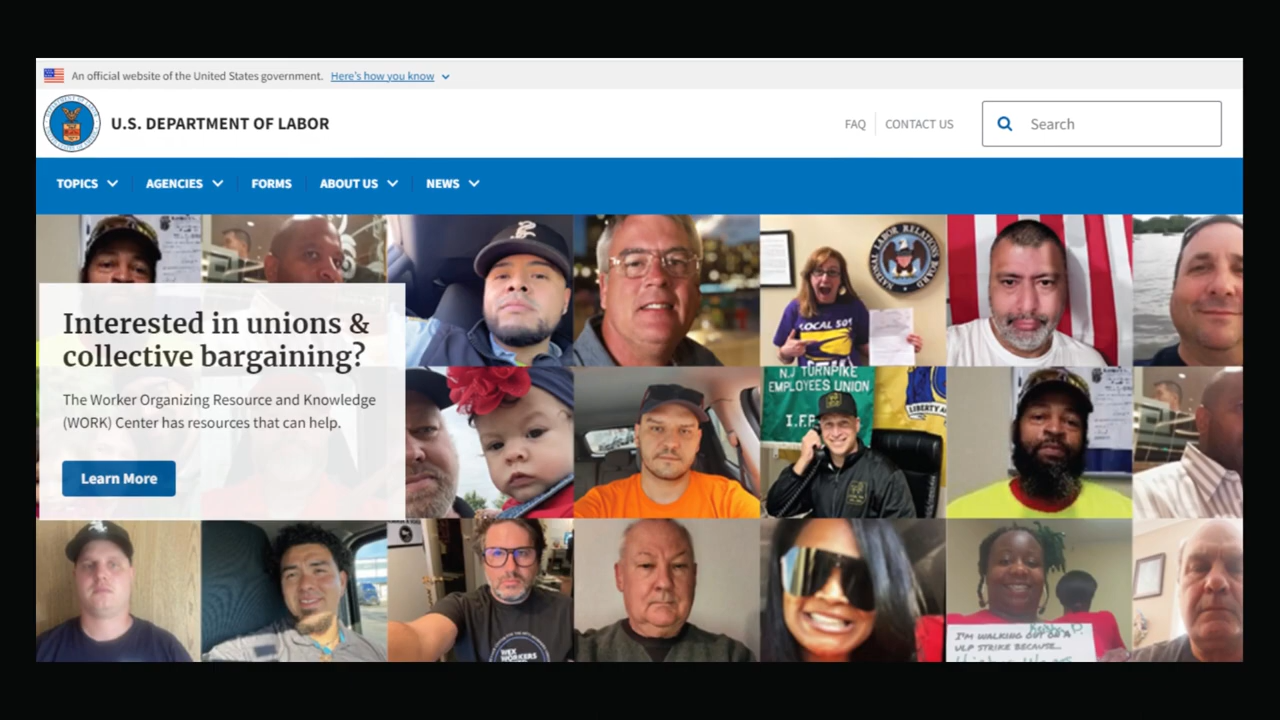 An official website of the United States government. Here's how you know
U.S. DEPARTMENT OF LABOR
FAQ
CONTACT US
Search
TOPICS
AGENCIES
FORMS
ABOUT US
NEWS
Interested in unions &
collective bargaining?
The Worker Organizing Resource and Knowledge
(WORK) Center has resources that can help.
Learn More
NATIONAL LABOR RELATIONS BOARD
LOCAL 509
N.J TURNPIKE
EMPLOYEES UNION
LIBERTY
I'M WALKING OUT ON A
ULP STRIKE BECAUSE...
WORKERS